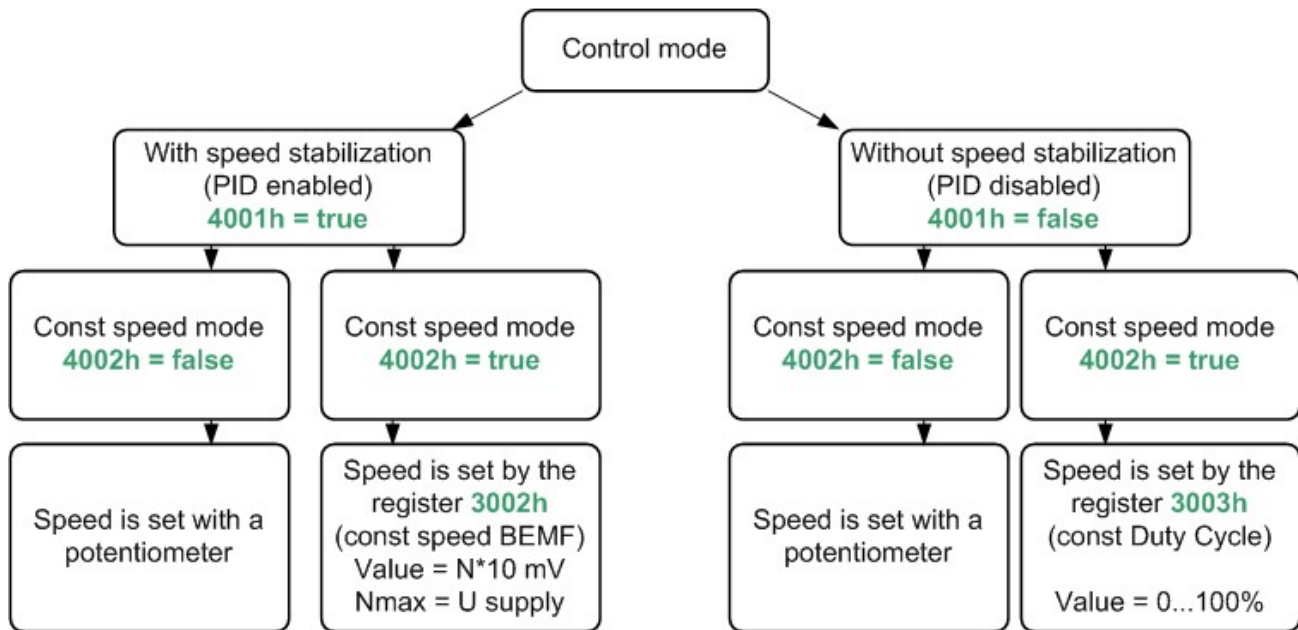 Control mode
With speed stabilization
(PID enabled)
4001h = true
Without speed stabilization
(PID disabled)
4001h = false
Const speed mode
4002h = false
Const speed mode
4002h = true
Const speed mode
4002h = false
Const speed mode
4002h = true
Speed is set with a
potentiometer
Speed is set by the
register 3002h
(const speed BEMF)
Value = N*10 mV
Nmax = U supply
Speed is set with a
potentiometer
Speed is set by the
register 3003h
(const Duty Cycle)
Value = 0...100%